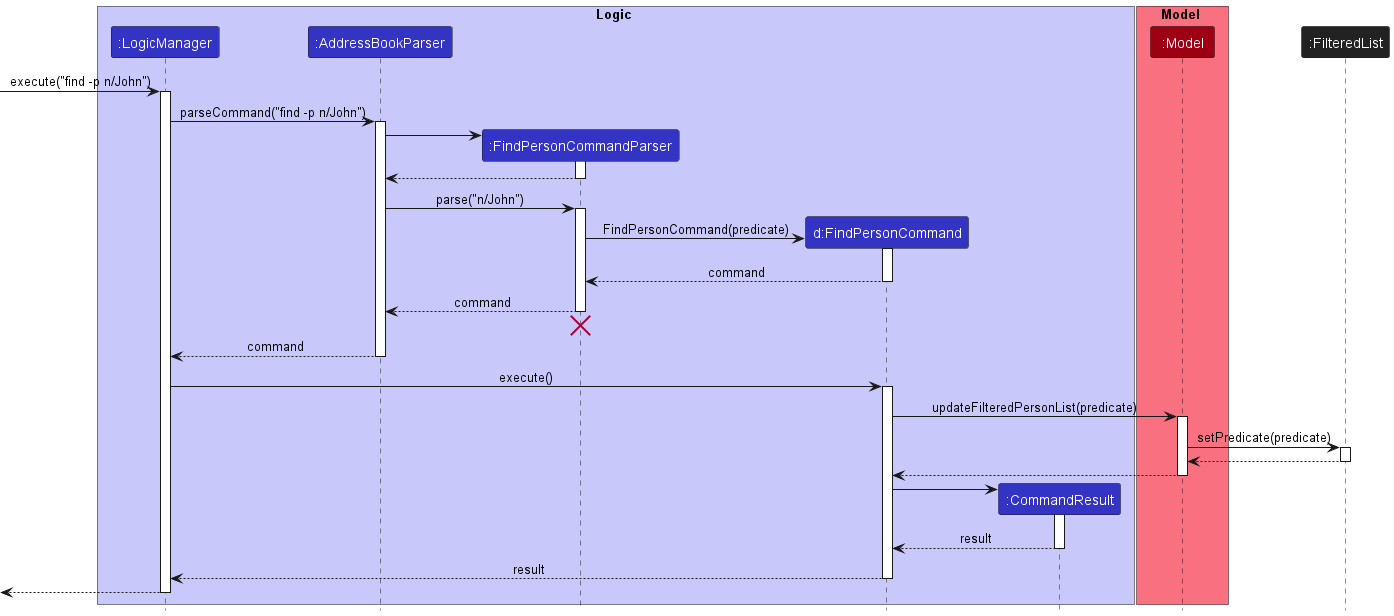 Logic
Model
:LogicManager
:AddressBookParser
:Model
:FilteredList
execute("find -p n/John")
parseCommand("find -p n/John")
:FindPersonCommandParser
parse("n/John")
FindPersonCommand(predicate)
d:FindPersonCommand
command
command
command
execute()
updateFilteredPersonList(predicate)
setPredicate(predicate)
:CommandResult
result
result